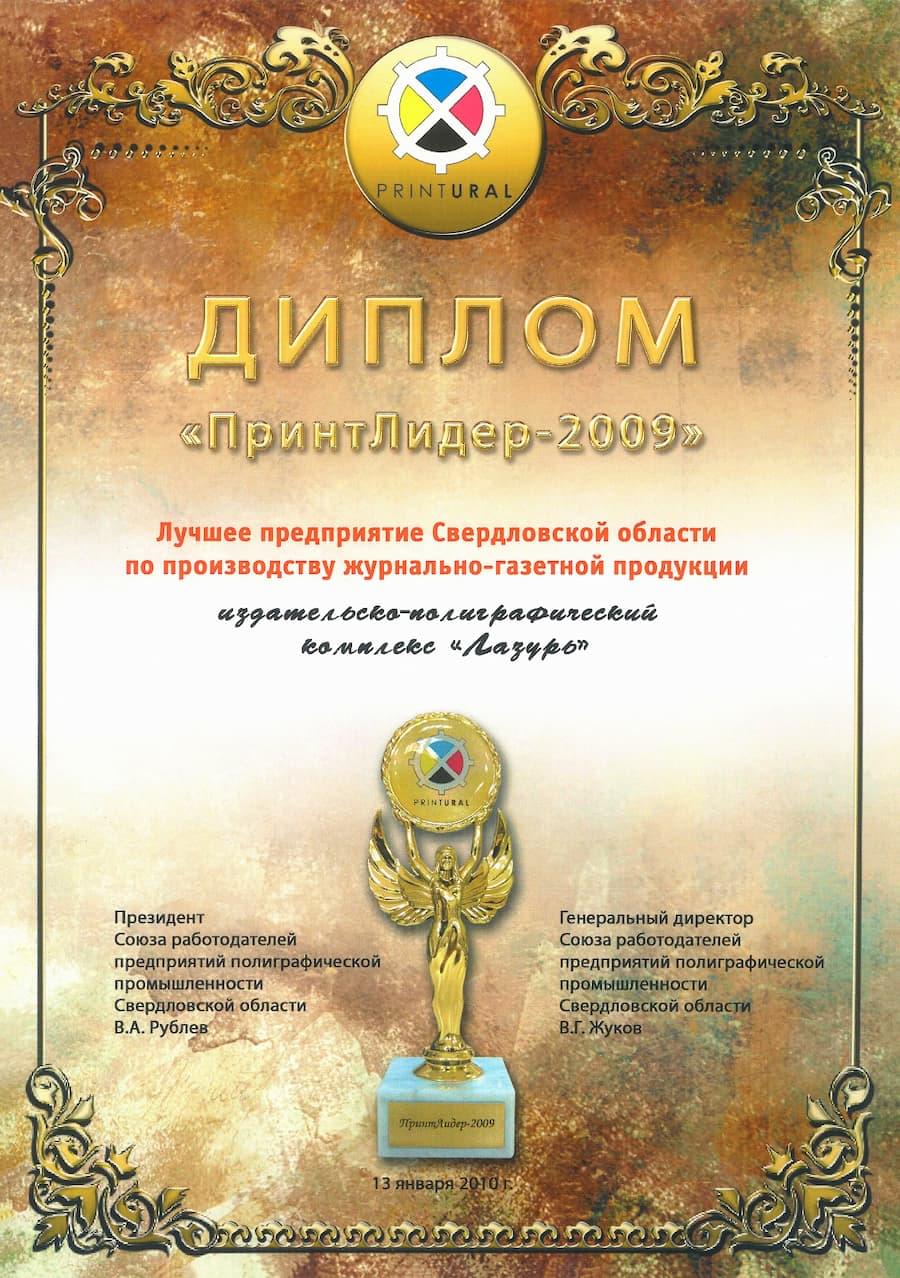 PRINTURAL
ДИПЛОМ
«ПринтЛидер-2009»
Лучшее предприятие Свердловской области
по производству журнально-газетной продукции
издательско-полиграфический
комплекс «Лазурь»
PRINTURAL
Президент
Союза работодателей
предприятий полиграфической
промышленности
Свердловской области
В.А. Рублев
Генеральный директор
Союза работодателей
предприятий полиграфической
промышленности
Свердловской области
В.Г. Жуков
ПринтЛидер-2009
13 января 2010 г.